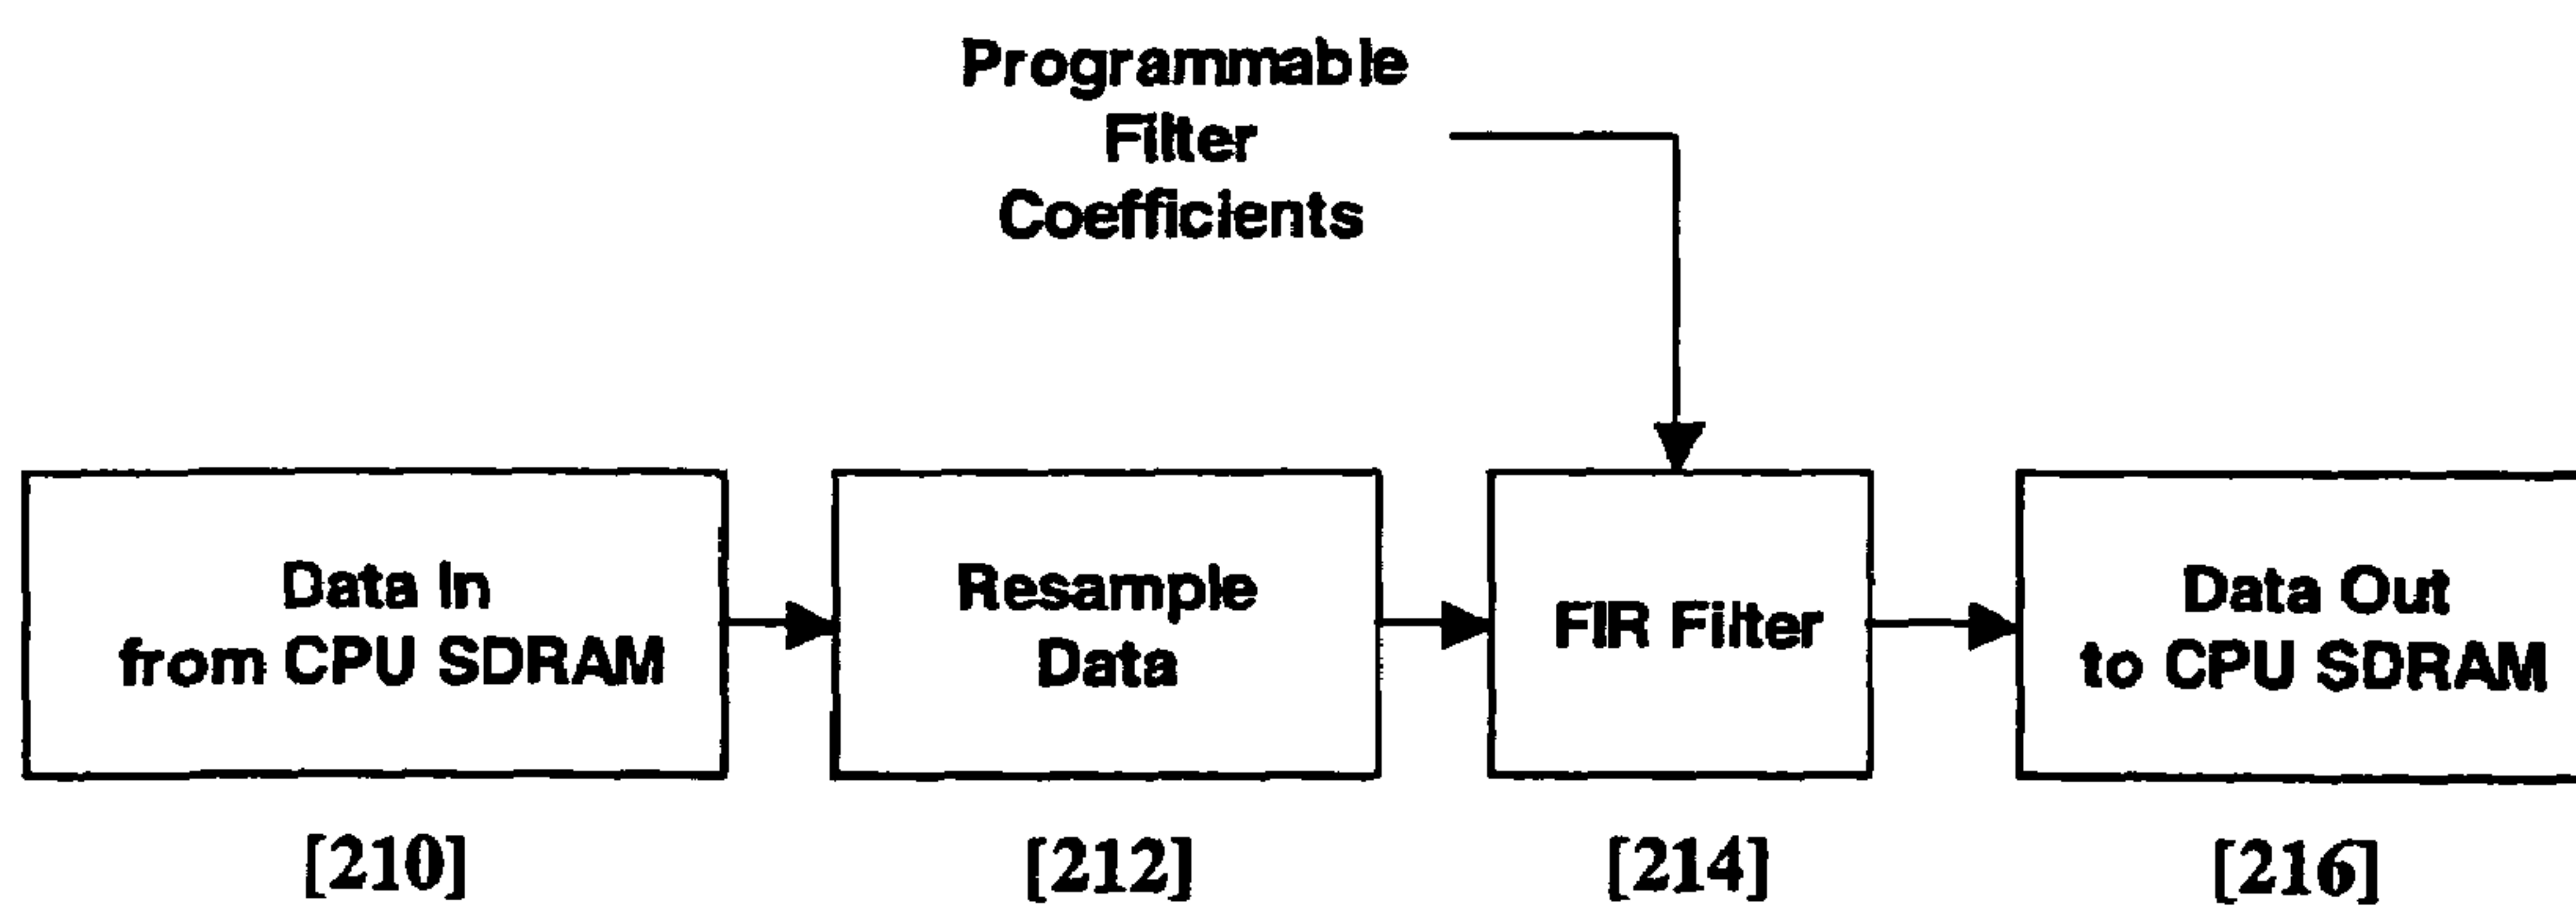 Programmable
Filter
Coefficients
Data In
from CPU SDRAM
Resample
Data
FIR Filter
Data Out
to CPU SDRAM
[210]
[212]
[214]
[216]